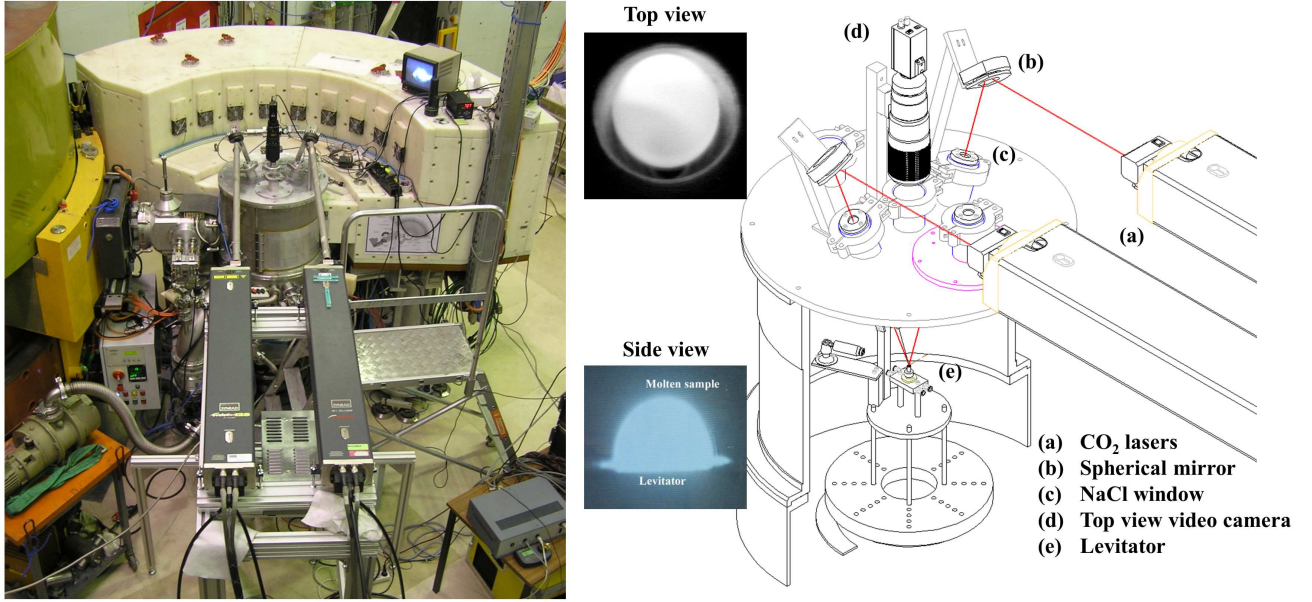 Top view
(d)
(b)
(c)
(a)
Side view
Molten sample
Levitator
(e)
(a) CO₂ lasers
(b) Spherical mirror
(c) NaCl window
(d) Top view video camera
(e) Levitator